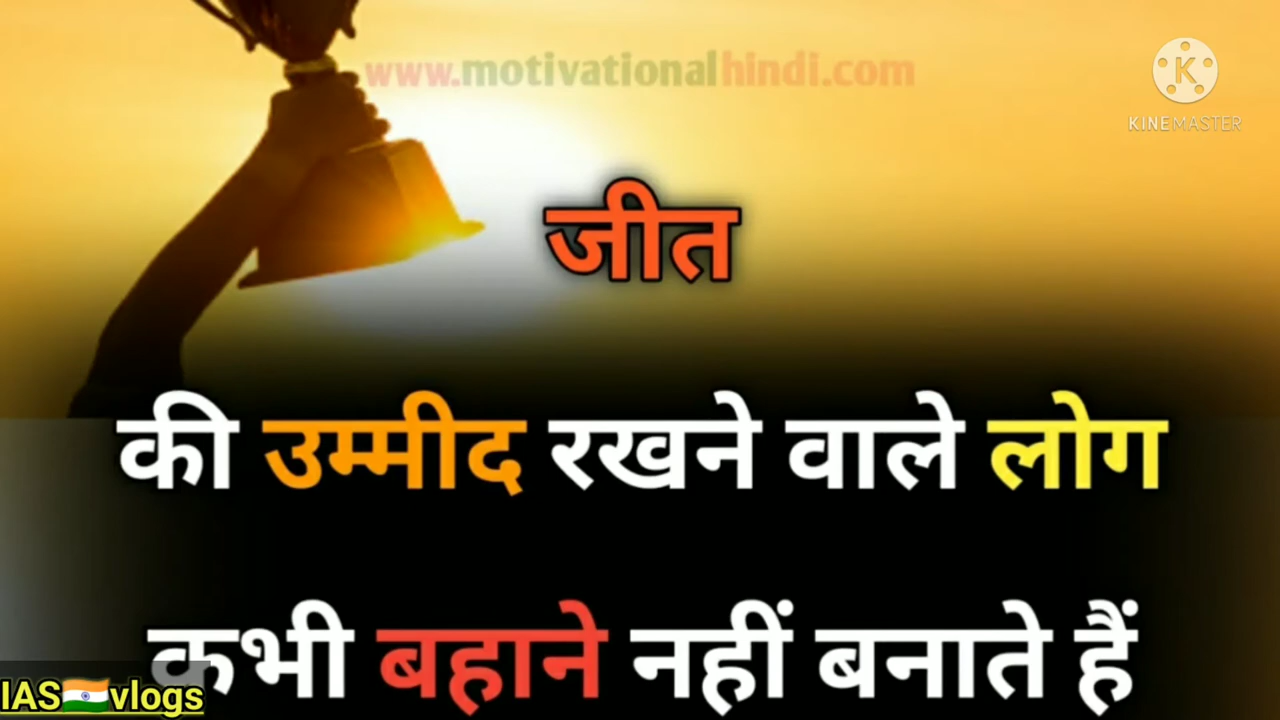 www.motivationalhindi.com
K
KINEMASTER
जीत
की उम्मीद रखने वाले लोग
कभी बहाने नहीं बनाते हैं
IAS🇮🇳vlogs